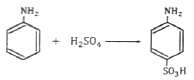 NH₂ NH₂
+ H₂SO₄
SO₃H